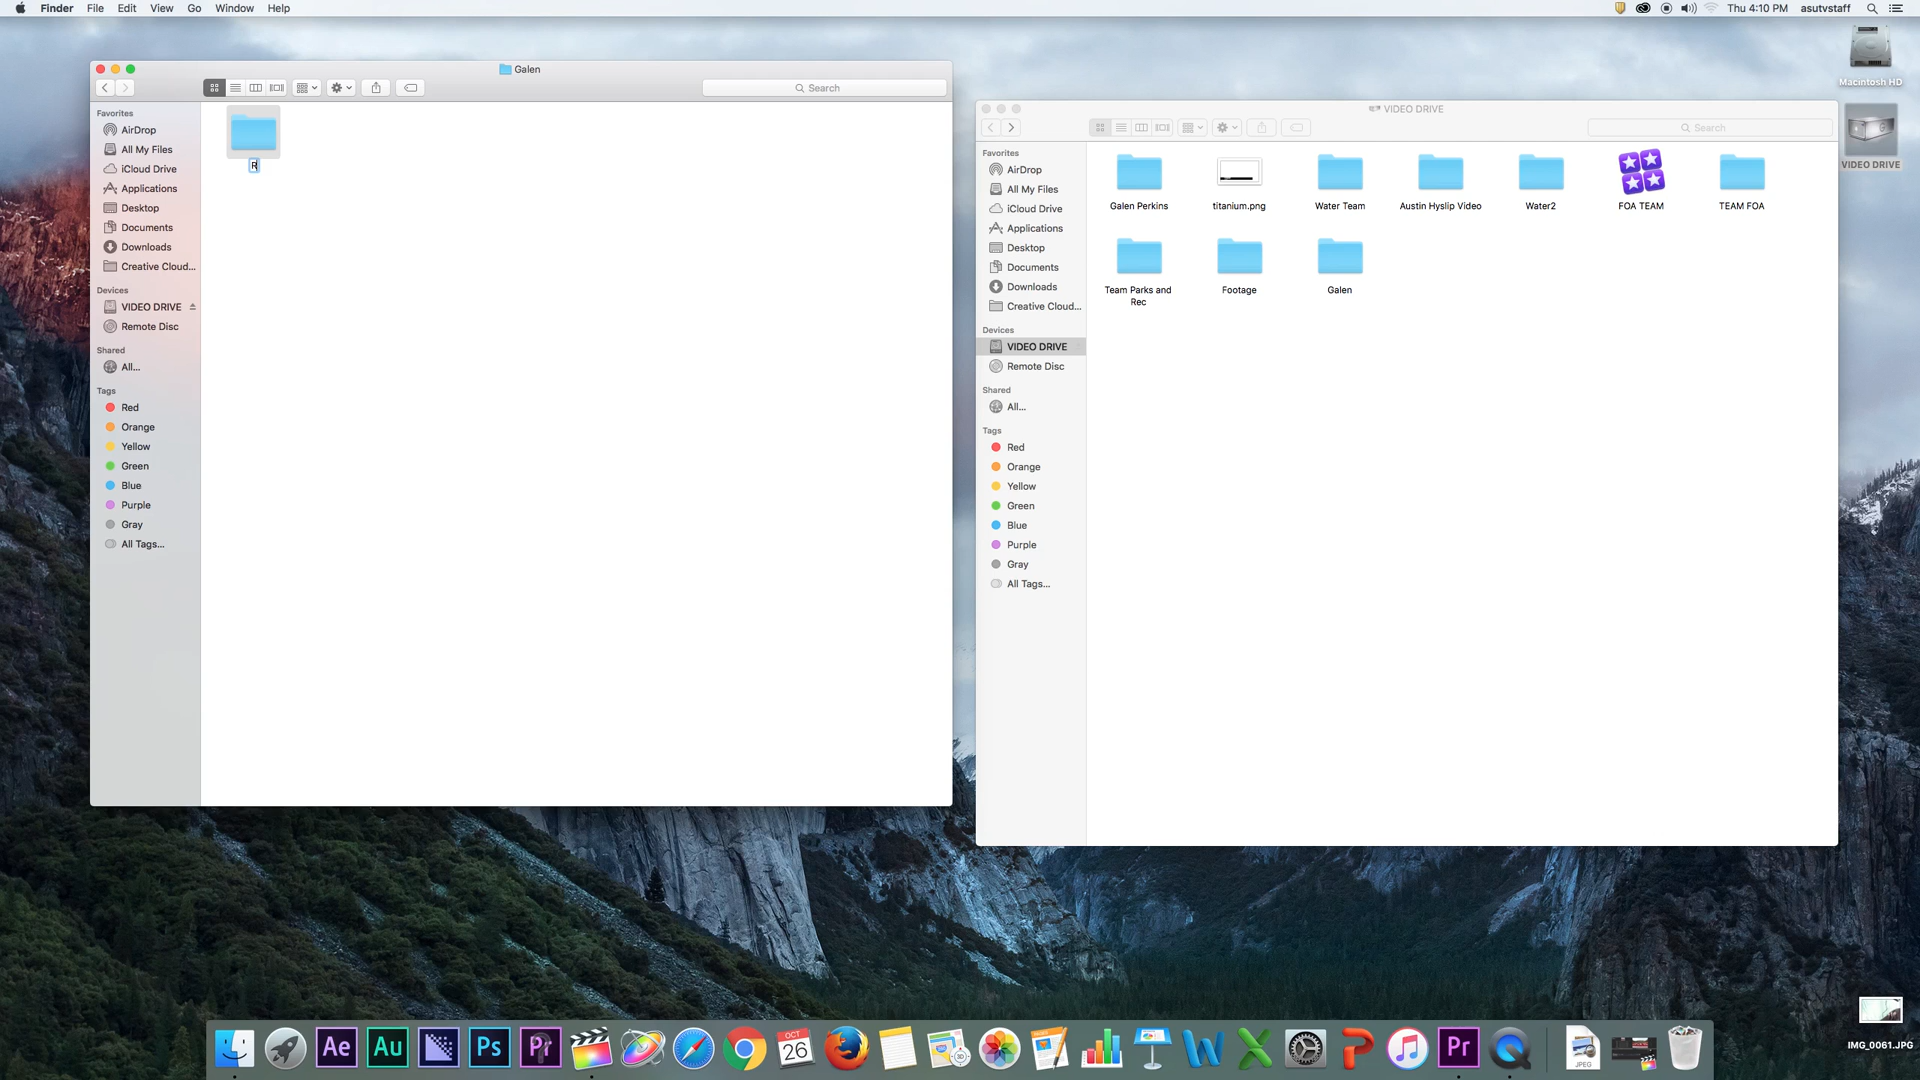 Finder File Edit View Go Window Help
Thu 4:10 PM asutvstaff
Galen
Search
Favorites
AirDrop
All My Files
iCloud Drive
Applications
Desktop
Documents
Downloads
Creative Cloud...
Devices
VIDEO DRIVE
Remote Disc
Shared
All...
Tags
Red
Orange
Yellow
Green
Blue
Purple
Gray
All Tags...
R
VIDEO DRIVE
Search
Favorites
AirDrop
All My Files
iCloud Drive
Applications
Desktop
Documents
Downloads
Creative Cloud...
Devices
VIDEO DRIVE
Remote Disc
Shared
All...
Tags
Red
Orange
Yellow
Green
Blue
Purple
Gray
All Tags...
Galen Perkins
titanium.png
Water Team
Austin Hyslip Video
Water2
FOA TEAM
TEAM FOA
Team Parks and
Rec
Footage
Galen
Macintosh HD
VIDEO DRIVE
IMG_0061.JPG
Ae
Au
Ps
OCT
26
3D
Pr
JPEG